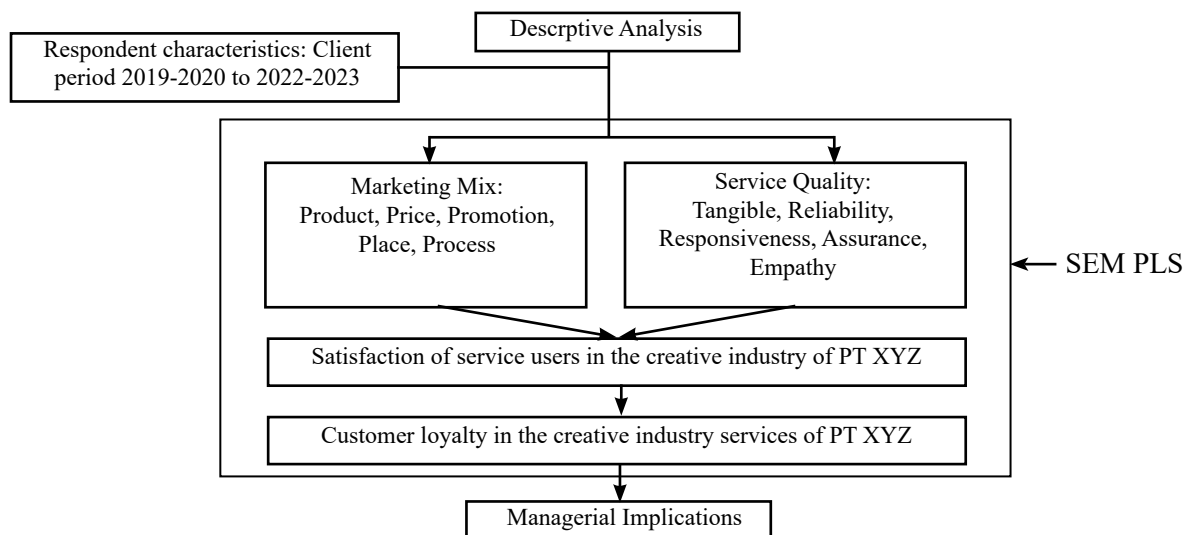 Descrptive Analysis
Respondent characteristics: Client
period 2019-2020 to 2022-2023
Marketing Mix:
Product, Price, Promotion,
Place, Process
Service Quality:
Tangible, Reliability,
Responsiveness, Assurance,
Empathy
SEM PLS
Satisfaction of service users in the creative industry of PT XYZ
Customer loyalty in the creative industry services of PT XYZ
Managerial Implications